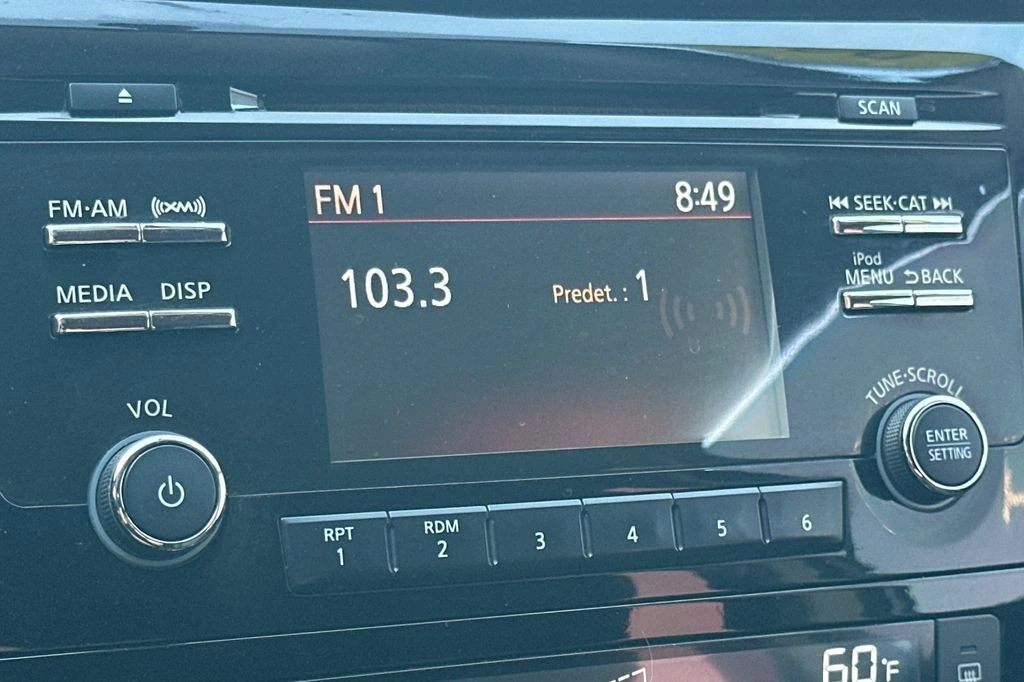 SCAN
FM·AM XM
FM 1 8:49
SEEK·CAT
iPod
MENU BACK
MEDIA DISP
103.3 Predet. : 1
TUNE·SCROLL
VOL
ENTER
SETTING
RPT RDM
1 2 3 4 5 6
60°F